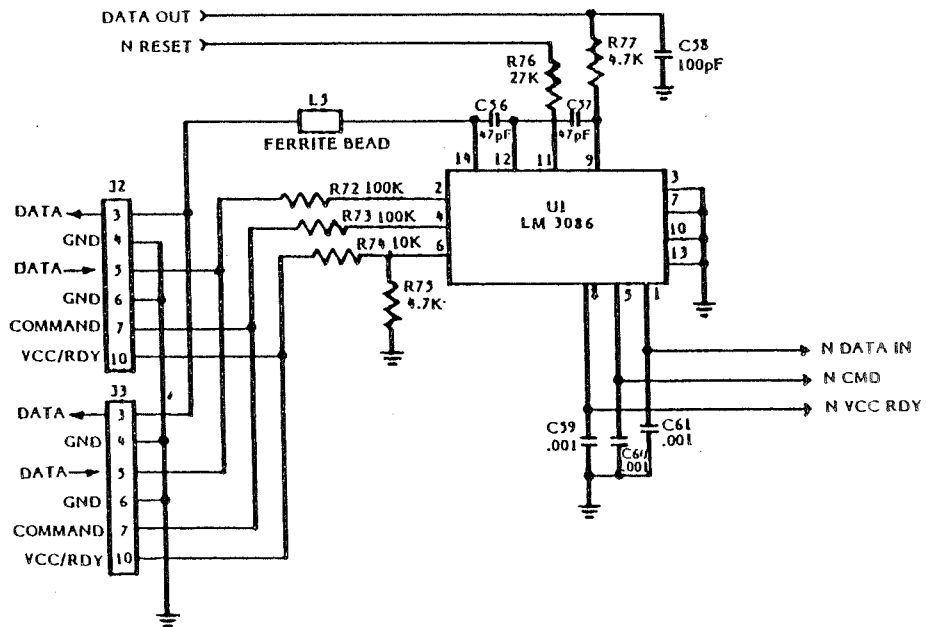 DATA OUT
N RESET
R76
27K
R77
4.7K
C58
100pF
L5
FERRITE BEAD
C56
47pF
C57
47pF
14
12
11
9
J2
DATA
3
GND
4
DATA
5
GND
6
COMMAND
7
VCC/RDY
10
R72 100K
2
R73 100K
4
R74 10K
6
R75
4.7K
U1
LM 3086
3
7
10
13
8
5
1
N DATA IN
N CMD
N VCC RDY
C59
.001
C60
.001
C61
.001
J3
DATA
3
GND
4
DATA
5
GND
6
COMMAND
7
VCC/RDY
10